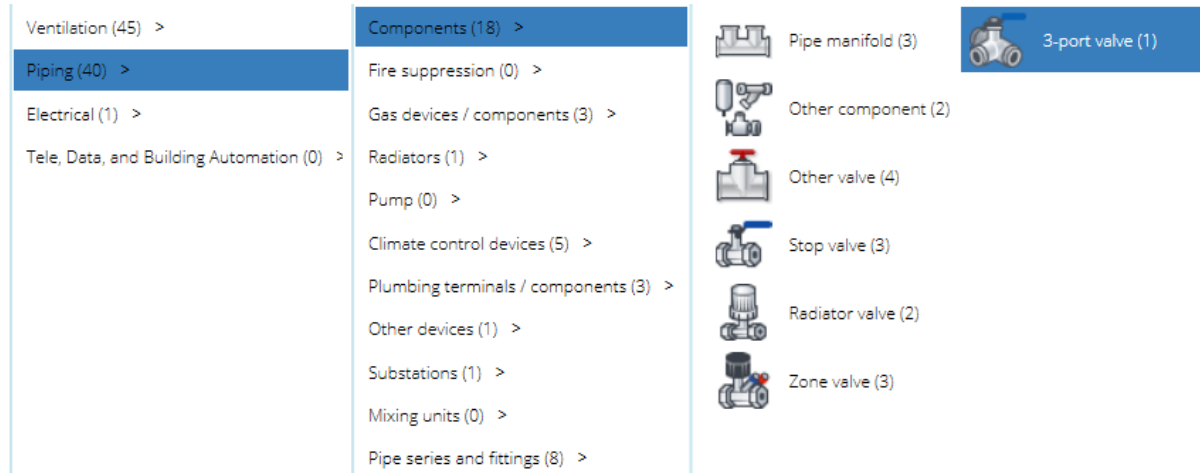 Ventilation (45) >
Piping (40) >
Electrical (1) >
Tele, Data, and Building Automation (0) >
Components (18) >
Fire suppression (0) >
Gas devices / components (3) >
Radiators (1) >
Pump (0) >
Climate control devices (5) >
Plumbing terminals / components (3) >
Other devices (1) >
Substations (1) >
Mixing units (0) >
Pipe series and fittings (8) >
Pipe manifold (3)
Other component (2)
Other valve (4)
Stop valve (3)
Radiator valve (2)
Zone valve (3)
3-port valve (1)